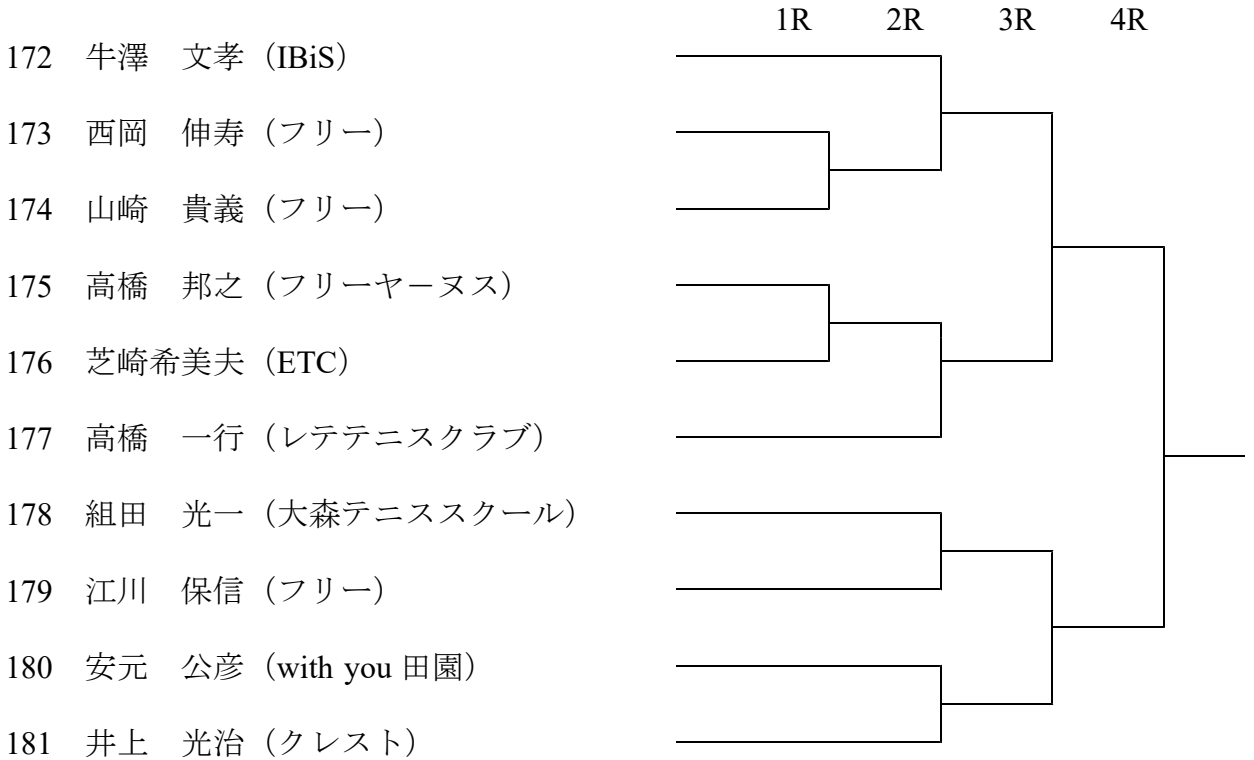 1R 2R 3R 4R
172 牛澤　文孝（IBiS）
173 西岡　伸寿（フリー）
174 山崎　貴義（フリー）
175 高橋　邦之（フリーヤーヌス）
176 芝崎希美夫（ETC）
177 高橋　一行（レテテニスクラブ）
178 組田　光一（大森テニススクール）
179 江川　保信（フリー）
180 安元　公彦（with you 田園）
181 井上　光治（クレスト）